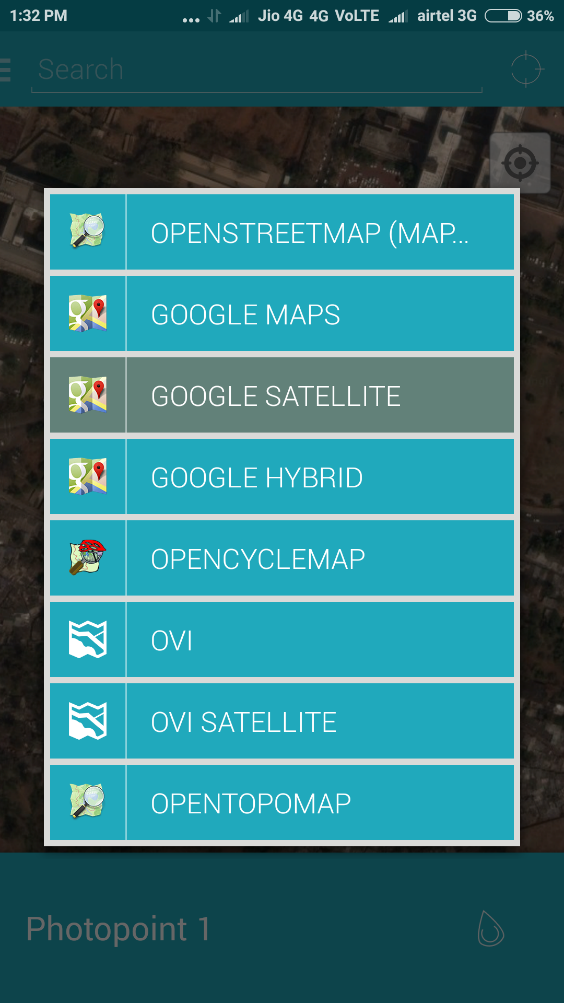 1:32 PM ... Jio 4G 4G VoLTE airtel 3G 36%
Search
OPENSTREETMAP (MAP...
GOOGLE MAPS
GOOGLE SATELLITE
GOOGLE HYBRID
OPENCYCLEMAP
OVI
OVI SATELLITE
OPENTOPOMAP
Photopoint 1